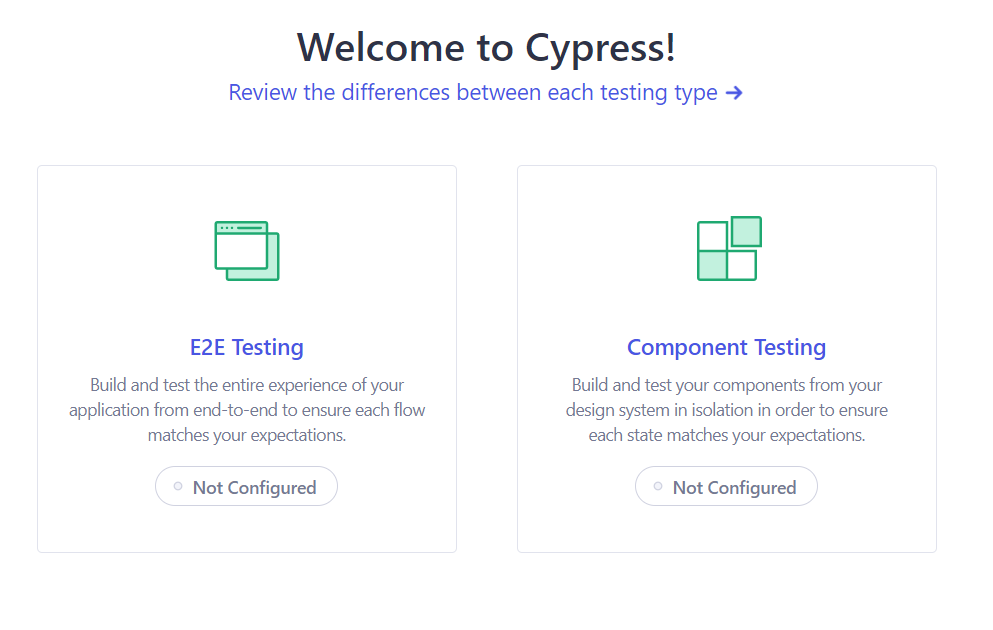 Welcome to Cypress!
Review the differences between each testing type →
E2E Testing
Build and test the entire experience of your
application from end-to-end to ensure each flow
matches your expectations.
Not Configured
Component Testing
Build and test your components from your
design system in isolation in order to ensure
each state matches your expectations.
Not Configured